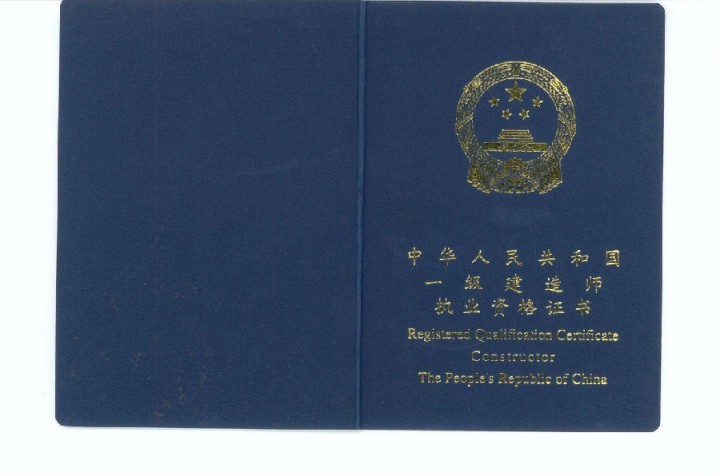 中华人民共和国
一级建造师
执业资格证书
Registered Qualification Certificate
Constructor
The People's Republic of China